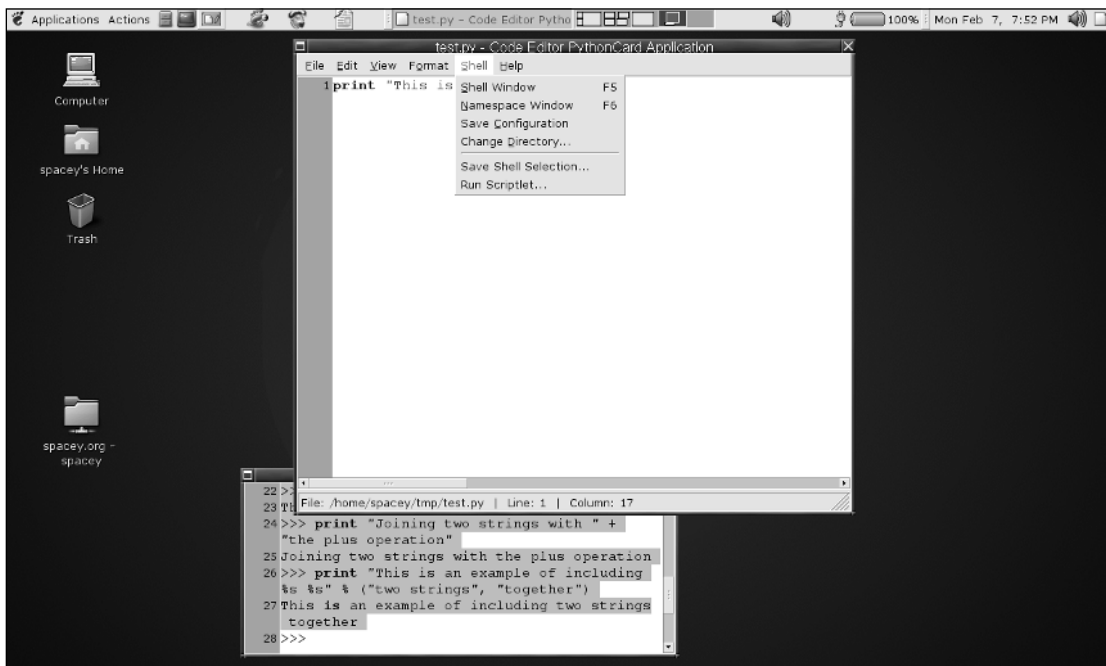 Applications Actions test.py - Code Editor Pytho 100% Mon Feb 7, 7:52 PM
test.py - Code Editor PythonCard Application
File Edit View Format Shell Help
1 print "This is
Shell Window F5
Namespace Window F6
Save Configuration
Change Directory...
Save Shell Selection...
Run Scriptlet...
Computer
spacey's Home
Trash
spacey.org -
spacey
File: /home/spacey/tmp/test.py | Line: 1 | Column: 17
22 >>
23 Th
24 >>> print "Joining two strings with " +
"the plus operation"
25 Joining two strings with the plus operation
26 >>> print "This is an example of including
%s %s" % ("two strings", "together")
27 This is an example of including two strings
together
28 >>>